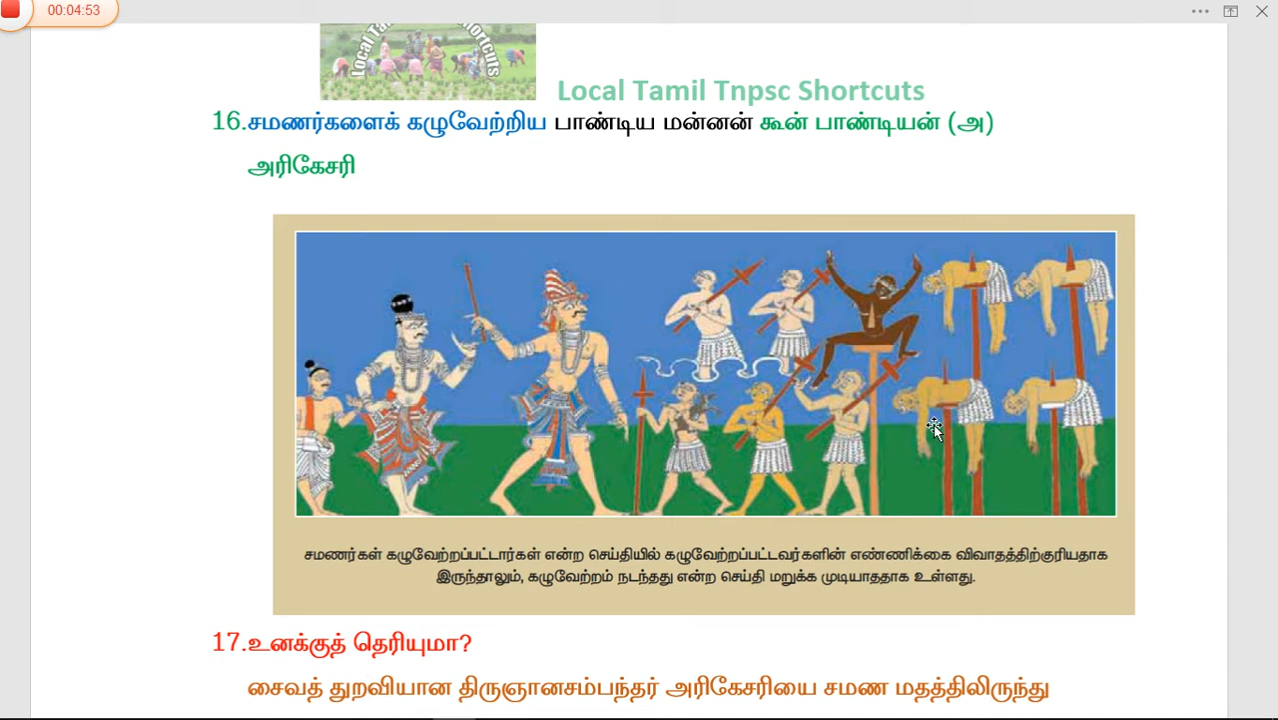 00:04:53
Local Tamil Tnpsc Shortcuts
16.சமணர்களைக் கழுவேற்றிய பாண்டிய மன்னன் கூன் பாண்டியன் (அ)
அரிகேசரி
சமணர்கள் கழுவேற்றப்பட்டார்கள் என்ற செய்தியில் கழுவேற்றப்பட்டவர்களின் எண்ணிக்கை விவாதத்திற்குரியதாக
இருந்தாலும், கழுவேற்றம் நடந்தது என்ற செய்தி மறுக்க முடியாததாக உள்ளது.
17.உனக்குத் தெரியுமா?
சைவத் துறவியான திருஞானசம்பந்தர் அரிகேசரியை சமண மதத்திலிருந்து